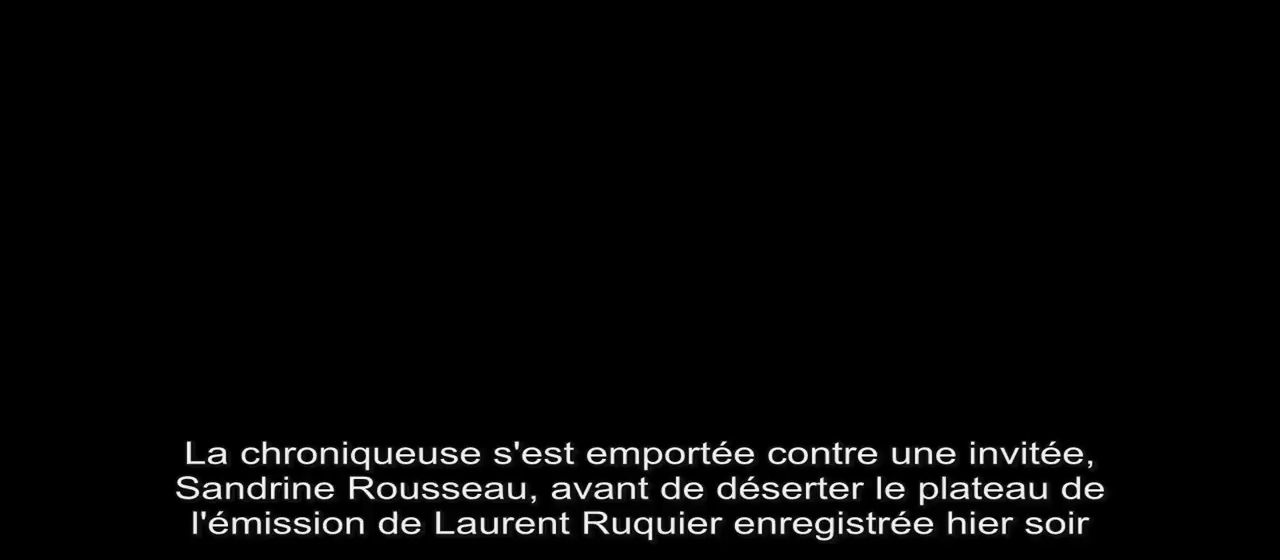 La chroniqueuse s'est emportée contre une invitée,
Sandrine Rousseau, avant de déserter le plateau de
l'émission de Laurent Ruquier enregistrée hier soir